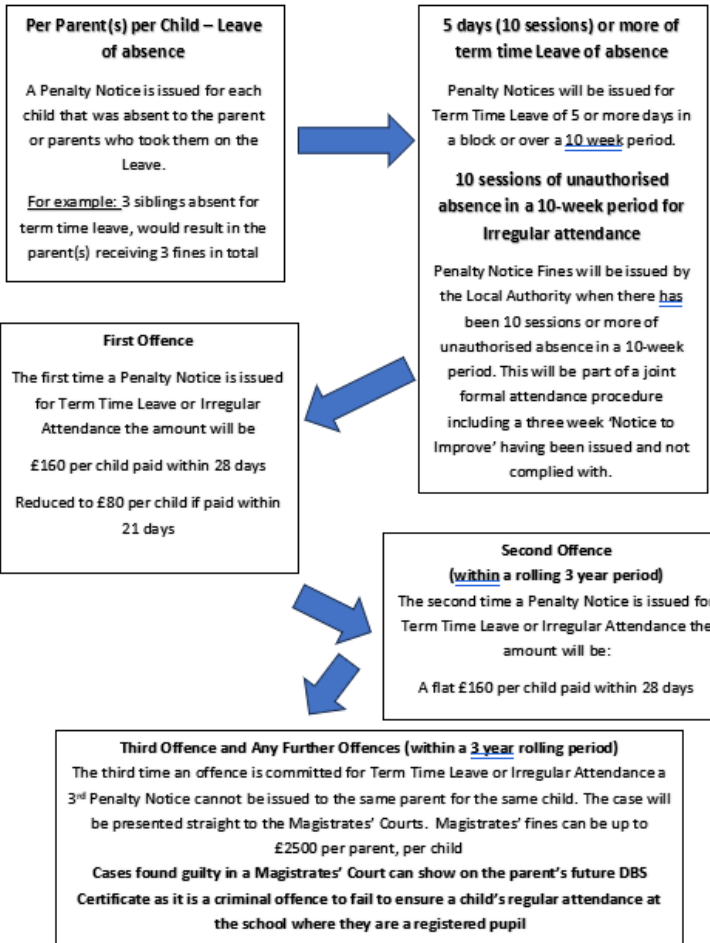 Per Parent(s) per Child – Leave
of absence
A Penalty Notice is issued for each
child that was absent to the parent
or parents who took them on the
Leave.
For example: 3 siblings absent for
term time leave, would result in the
parent(s) receiving 3 fines in total
5 days (10 sessions) or more of
term time Leave of absence
Penalty Notices will be issued for
Term Time Leave of 5 or more days in
a block or over a 10 week period.
10 sessions of unauthorised
absence in a 10-week period for
Irregular attendance
Penalty Notice Fines will be issued by
the Local Authority when there has
been 10 sessions or more of
unauthorised absence in a 10-week
period. This will be part of a joint
formal attendance procedure
including a three week ‘Notice to
Improve’ having been issued and not
complied with.
First Offence
The first time a Penalty Notice is issued
for Term Time Leave or Irregular
Attendance the amount will be
£160 per child paid within 28 days
Reduced to £80 per child if paid within
21 days
Second Offence
(within a rolling 3 year period)
The second time a Penalty Notice is issued for
Term Time Leave or Irregular Attendance the
amount will be:
A flat £160 per child paid within 28 days
Third Offence and Any Further Offences (within a 3 year rolling period)
The third time an offence is committed for Term Time Leave or Irregular Attendance a
3rd Penalty Notice cannot be issued to the same parent for the same child. The case will
be presented straight to the Magistrates’ Courts. Magistrates’ fines can be up to
£2500 per parent, per child
Cases found guilty in a Magistrates’ Court can show on the parent’s future DBS
Certificate as it is a criminal offence to fail to ensure a child’s regular attendance at
the school where they are a registered pupil